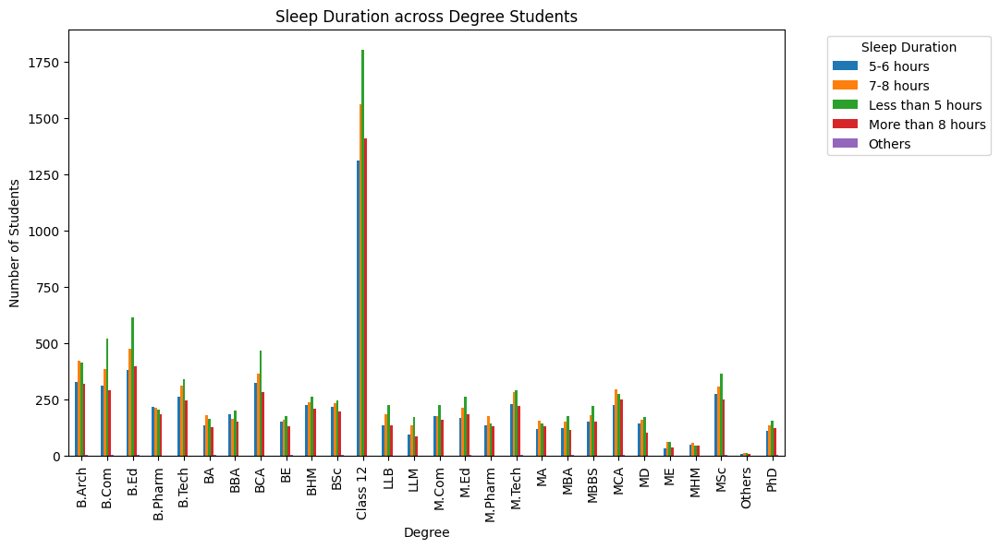 Sleep Duration across Degree Students
Number of Students
1750
1500
1250
1000
750
500
250
0
B.Arch
B.Com
B.Ed
B.Pharm
B.Tech
BA
BBA
BCA
BE
BHM
BSc
Class 12
LLB
LLM
M.Com
M.Ed
M.Pharm
M.Tech
MA
MBA
MBBS
MCA
MD
ME
MHM
MSc
Others
PhD
Degree
Sleep Duration
5-6 hours
7-8 hours
Less than 5 hours
More than 8 hours
Others